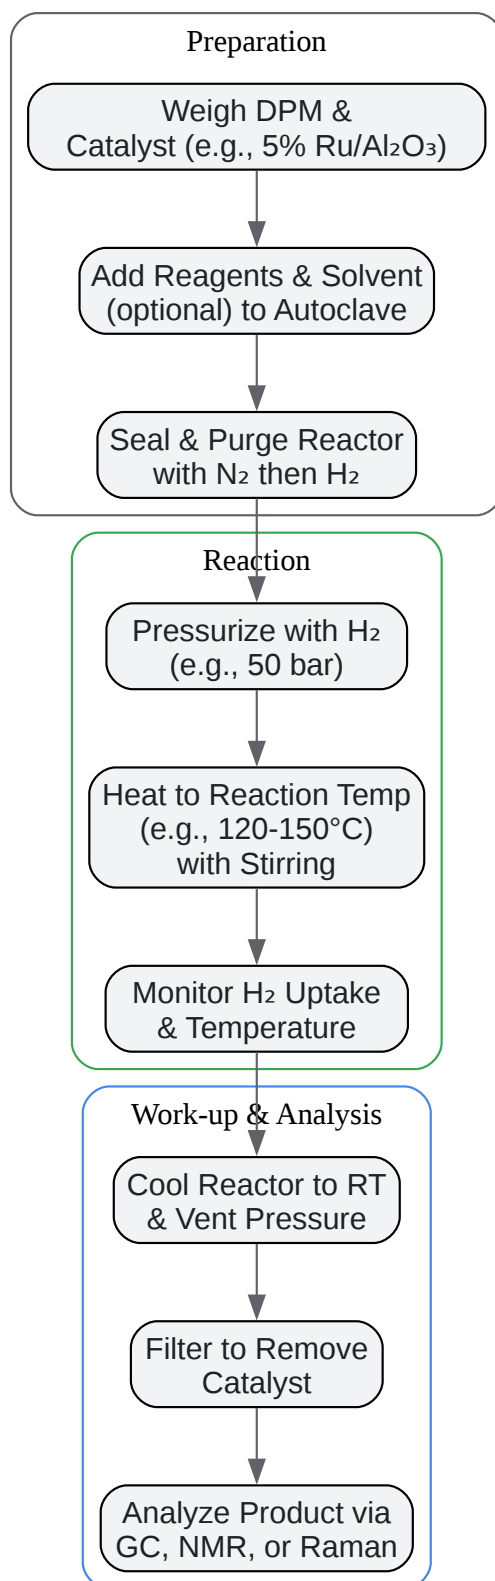 Preparation
Weigh DPM &
Catalyst (e.g., 5% Ru/Al₂O₃)
Add Reagents & Solvent
(optional) to Autoclave
Seal & Purge Reactor
with N₂ then H₂
Reaction
Pressurize with H₂
(e.g., 50 bar)
Heat to Reaction Temp
(e.g., 120-150°C)
with Stirring
Monitor H₂ Uptake
& Temperature
Work-up & Analysis
Cool Reactor to RT
& Vent Pressure
Filter to Remove
Catalyst
Analyze Product via
GC, NMR, or Raman